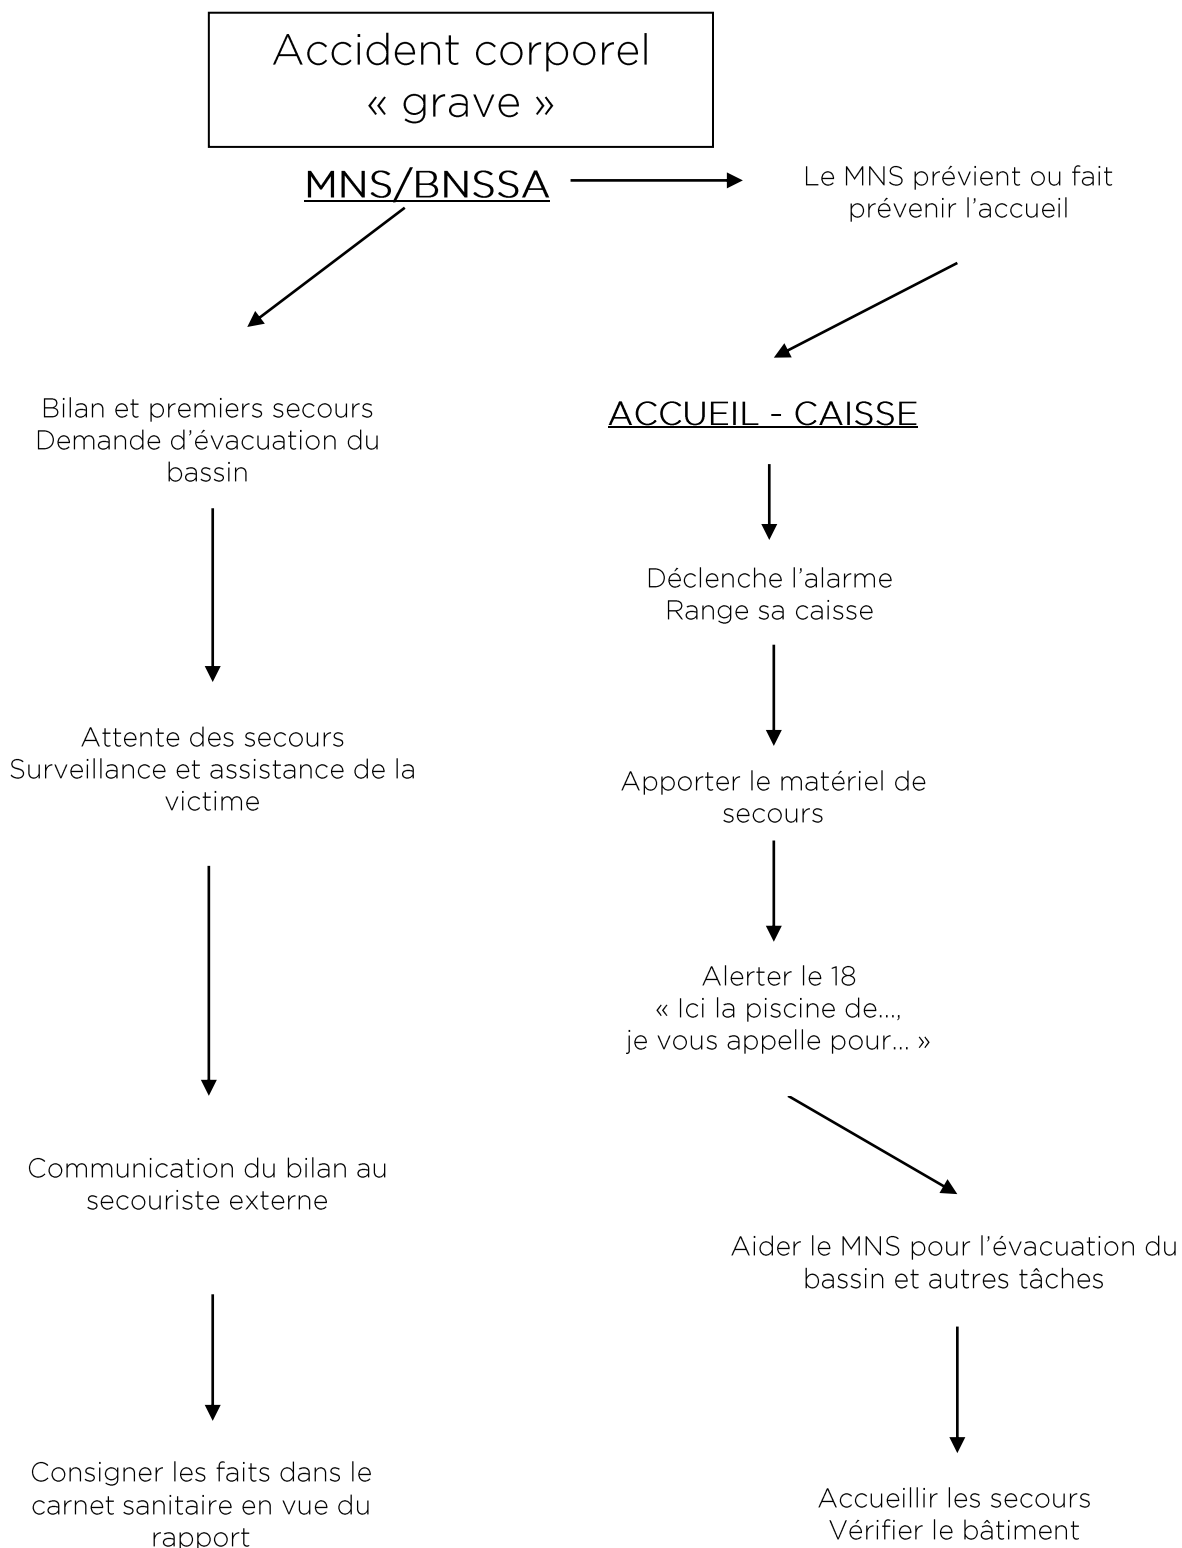 Accident corporel
« grave »
MNS/BNSSA
Le MNS prévient ou fait
prévenir l’accueil
Bilan et premiers secours
Demande d’évacuation du
bassin
Attente des secours
Surveillance et assistance de la
victime
Communication du bilan au
secouriste externe
Consigner les faits dans le
carnet sanitaire en vue du
rapport
ACCUEIL - CAISSE
Déclenche l’alarme
Range sa caisse
Apporter le matériel de
secours
Alerter le 18
« Ici la piscine de…,
je vous appelle pour… »
Aider le MNS pour l’évacuation du
bassin et autres tâches
Accueillir les secours
Vérifier le bâtiment